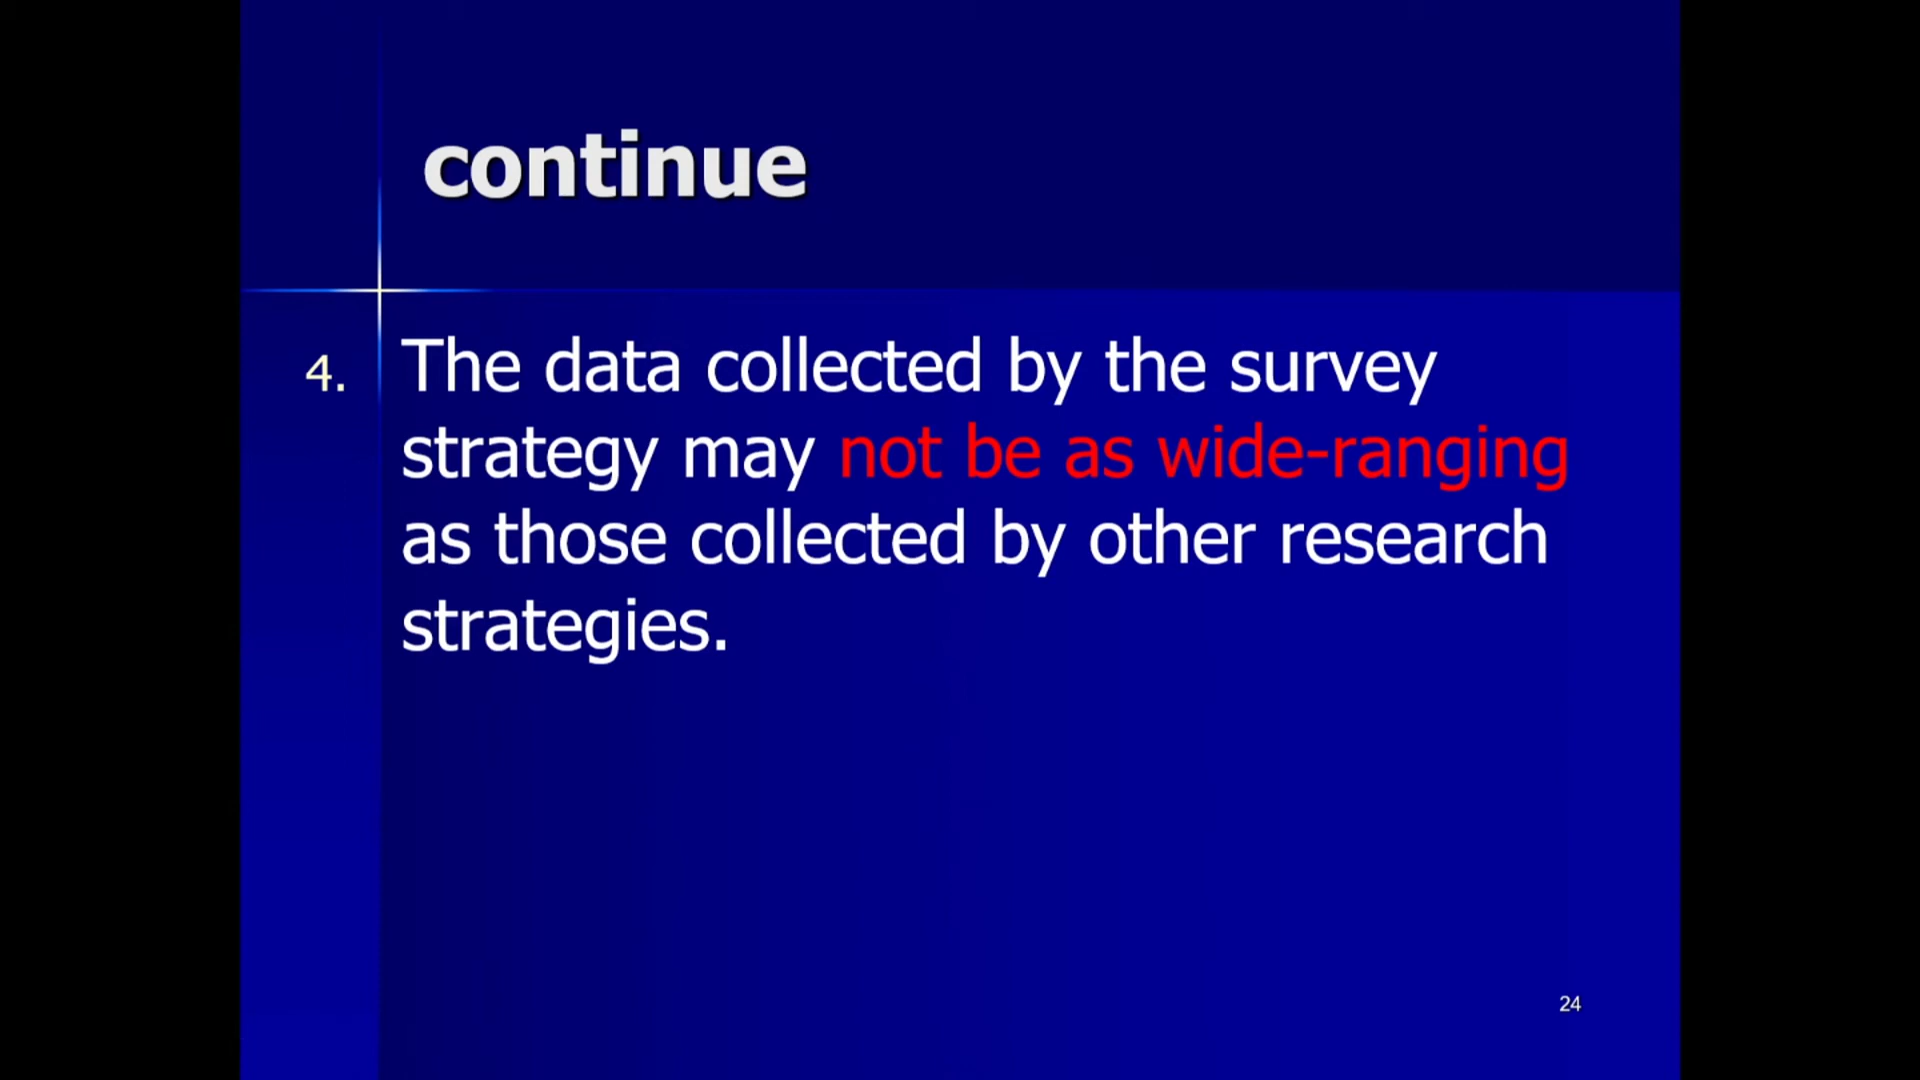 continue
4. The data collected by the survey
strategy may not be as wide-ranging
as those collected by other research
strategies.
24